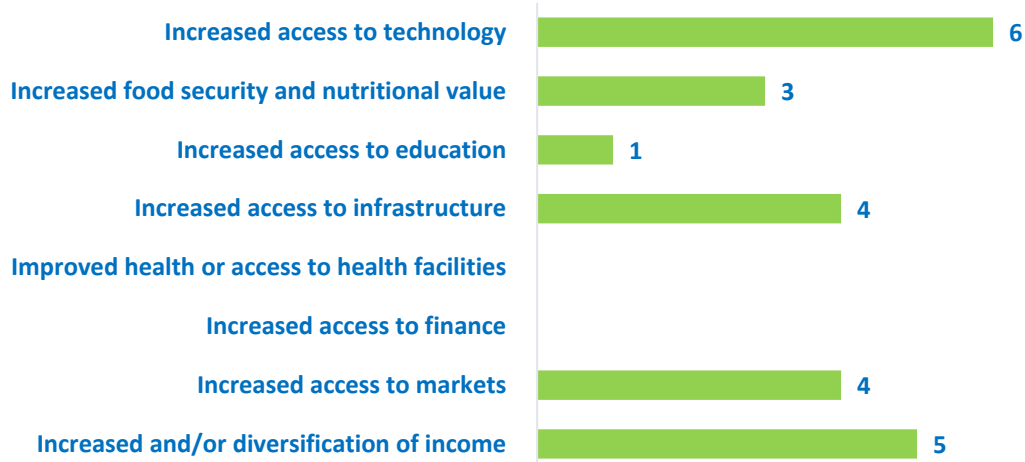 Increased access to technology 6
Increased food security and nutritional value 3
Increased access to education 1
Increased access to infrastructure 4
Improved health or access to health facilities
Increased access to finance
Increased access to markets 4
Increased and/or diversification of income 5